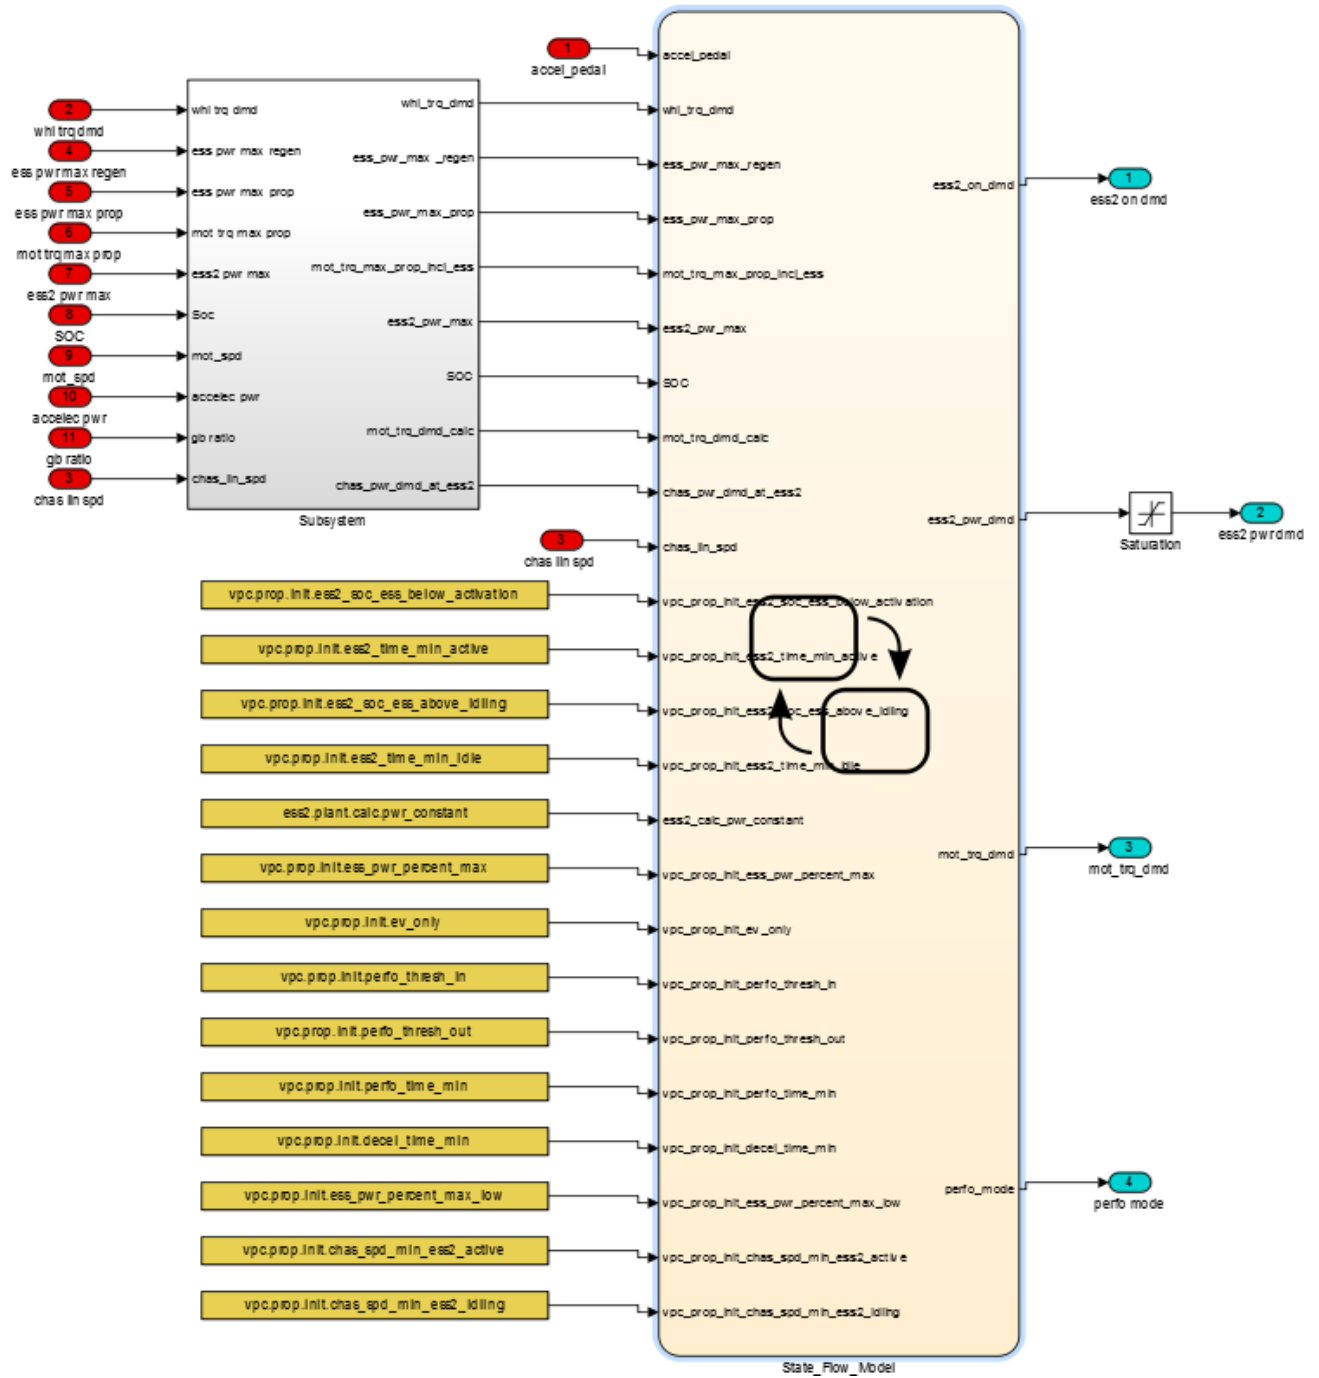 1
accel_pedal
2
whl trq dmd
4
ess pwr max regen
5
ess pwr max prop
6
mot trq max prop
7
ess2 pwr max
8
SOC
9
mot_spd
10
accelec pwr
11
gb ratio
3
chas lin spd
whl trq dmd
ess pwr max regen
ess pwr max prop
mot trq max prop
ess2 pwr max
Soc
mot_spd
accelec pwr
gb ratio
chas_lin_spd
whl_trq_dmd
ess_pwr_max _regen
ess_pwr_max_prop
mot_trq_max_prop_incl_ess
ess2_pwr_max
SOC
mot_trq_dmd_calc
chas_pwr_dmd_at_ess2
Subsystem
3
chas lin spd
vpc.prop.init.ess2_soc_ess_below_activation
vpc.prop.init.ess2_time_min_active
vpc.prop.init.ess2_soc_ess_above_idling
vpc.prop.init.ess2_time_min_idle
ess2.plant.calc.pwr_constant
vpc.prop.init.ess_pwr_percent_max
vpc.prop.init.ev_only
vpc.prop.init.perfo_thresh_in
vpc.prop.init.perfo_thresh_out
vpc.prop.init.perfo_time_min
vpc.prop.init.decel_time_min
vpc.prop.init.ess_pwr_percent_max_low
vpc.prop.init.chas_spd_min_ess2_active
vpc.prop.init.chas_spd_min_ess2_idling
accel_pedal
whl_trq_dmd
ess_pwr_max_regen
ess_pwr_max_prop
mot_trq_max_prop_incl_ess
ess2_pwr_max
SOC
mot_trq_dmd_calc
chas_pwr_dmd_at_ess2
chas_lin_spd
vpc_prop_init_ess2_soc_ess_below_activation
vpc_prop_init_ess2_time_min_active
vpc_prop_init_ess2_soc_ess_above_idling
vpc_prop_init_ess2_time_min_idle
ess2_calc_pwr_constant
vpc_prop_init_ess_pwr_percent_max
vpc_prop_init_ev_only
vpc_prop_init_perfo_thresh_in
vpc_prop_init_perfo_thresh_out
vpc_prop_init_perfo_time_min
vpc_prop_init_decel_time_min
vpc_prop_init_ess_pwr_percent_max_low
vpc_prop_init_chas_spd_min_ess2_active
vpc_prop_init_chas_spd_min_ess2_idling
ess2_on_dmd
ess2_pwr_dmd
mot_trq_dmd
perfo_mode
State_Flow_Model
1
ess2 on dmd
Saturation
2
ess2 pwr dmd
3
mot_trq_dmd
4
perfo mode